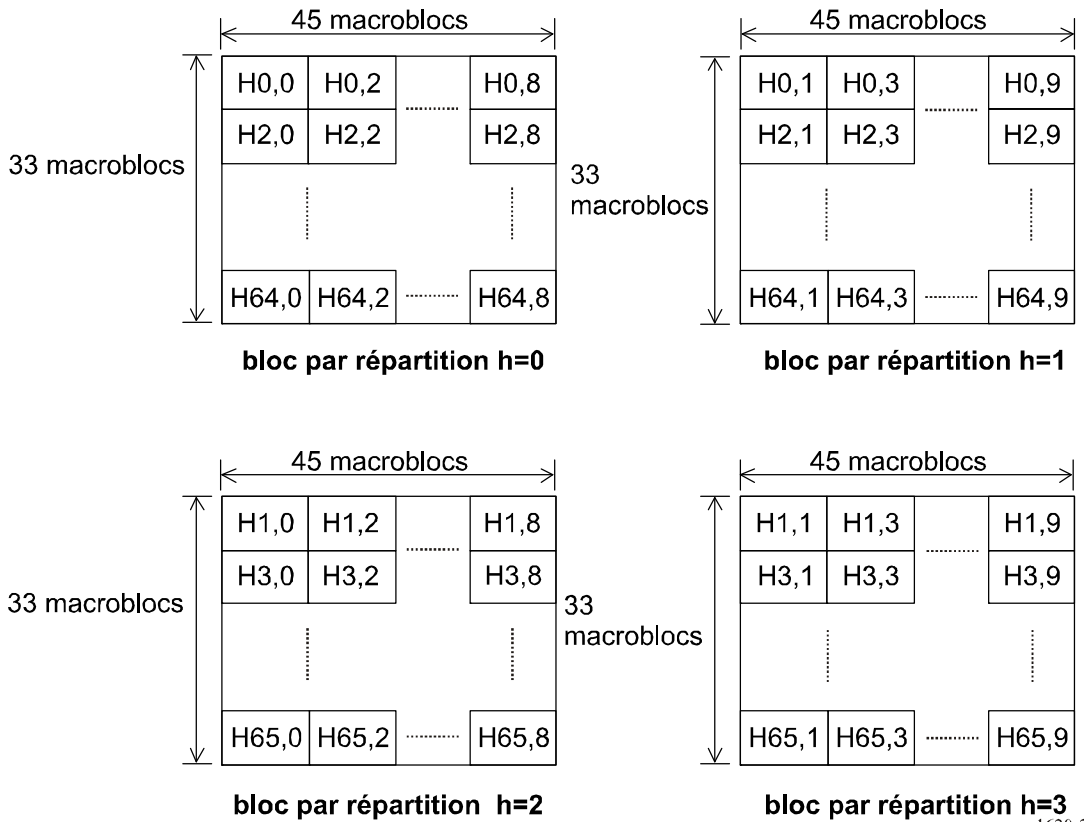 45 macroblocs
H0,0 H0,2 H0,8
H2,0 H2,2 H2,8
33 macroblocs
H64,0 H64,2 H64,8
bloc par répartition h=0
45 macroblocs
H0,1 H0,3 H0,9
H2,1 H2,3 H2,9
33
macroblocs
H64,1 H64,3 H64,9
bloc par répartition h=1
45 macroblocs
H1,0 H1,2 H1,8
H3,0 H3,2 H3,8
33 macroblocs
H65,0 H65,2 H65,8
bloc par répartition h=2
45 macroblocs
H1,1 H1,3 H1,9
H3,1 H3,3 H3,9
33
macroblocs
H65,1 H65,3 H65,9
bloc par répartition h=3